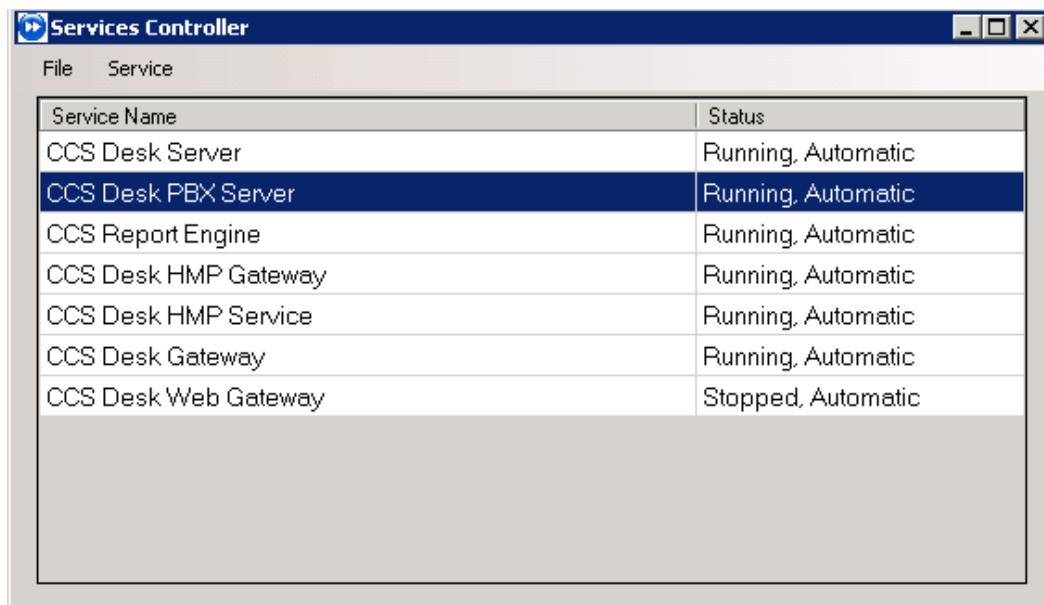 Services Controller
File Service
Service Name Status
CCS Desk Server Running, Automatic
CCS Desk PBX Server Running, Automatic
CCS Report Engine Running, Automatic
CCS Desk HMP Gateway Running, Automatic
CCS Desk HMP Service Running, Automatic
CCS Desk Gateway Running, Automatic
CCS Desk Web Gateway Stopped, Automatic